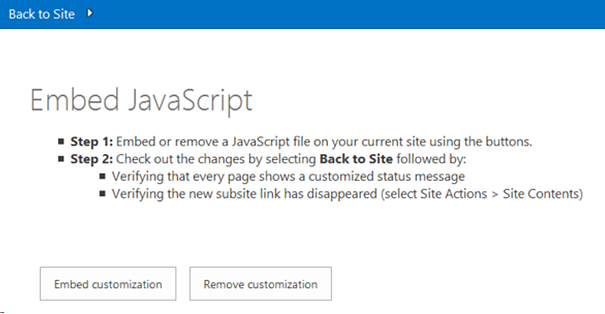 Back to Site
Embed JavaScript
Step 1: Embed or remove a JavaScript file on your current site using the buttons.
Step 2: Check out the changes by selecting Back to Site followed by:
Verifying that every page shows a customized status message
Verifying the new subsite link has disappeared (select Site Actions > Site Contents)
Embed customization
Remove customization